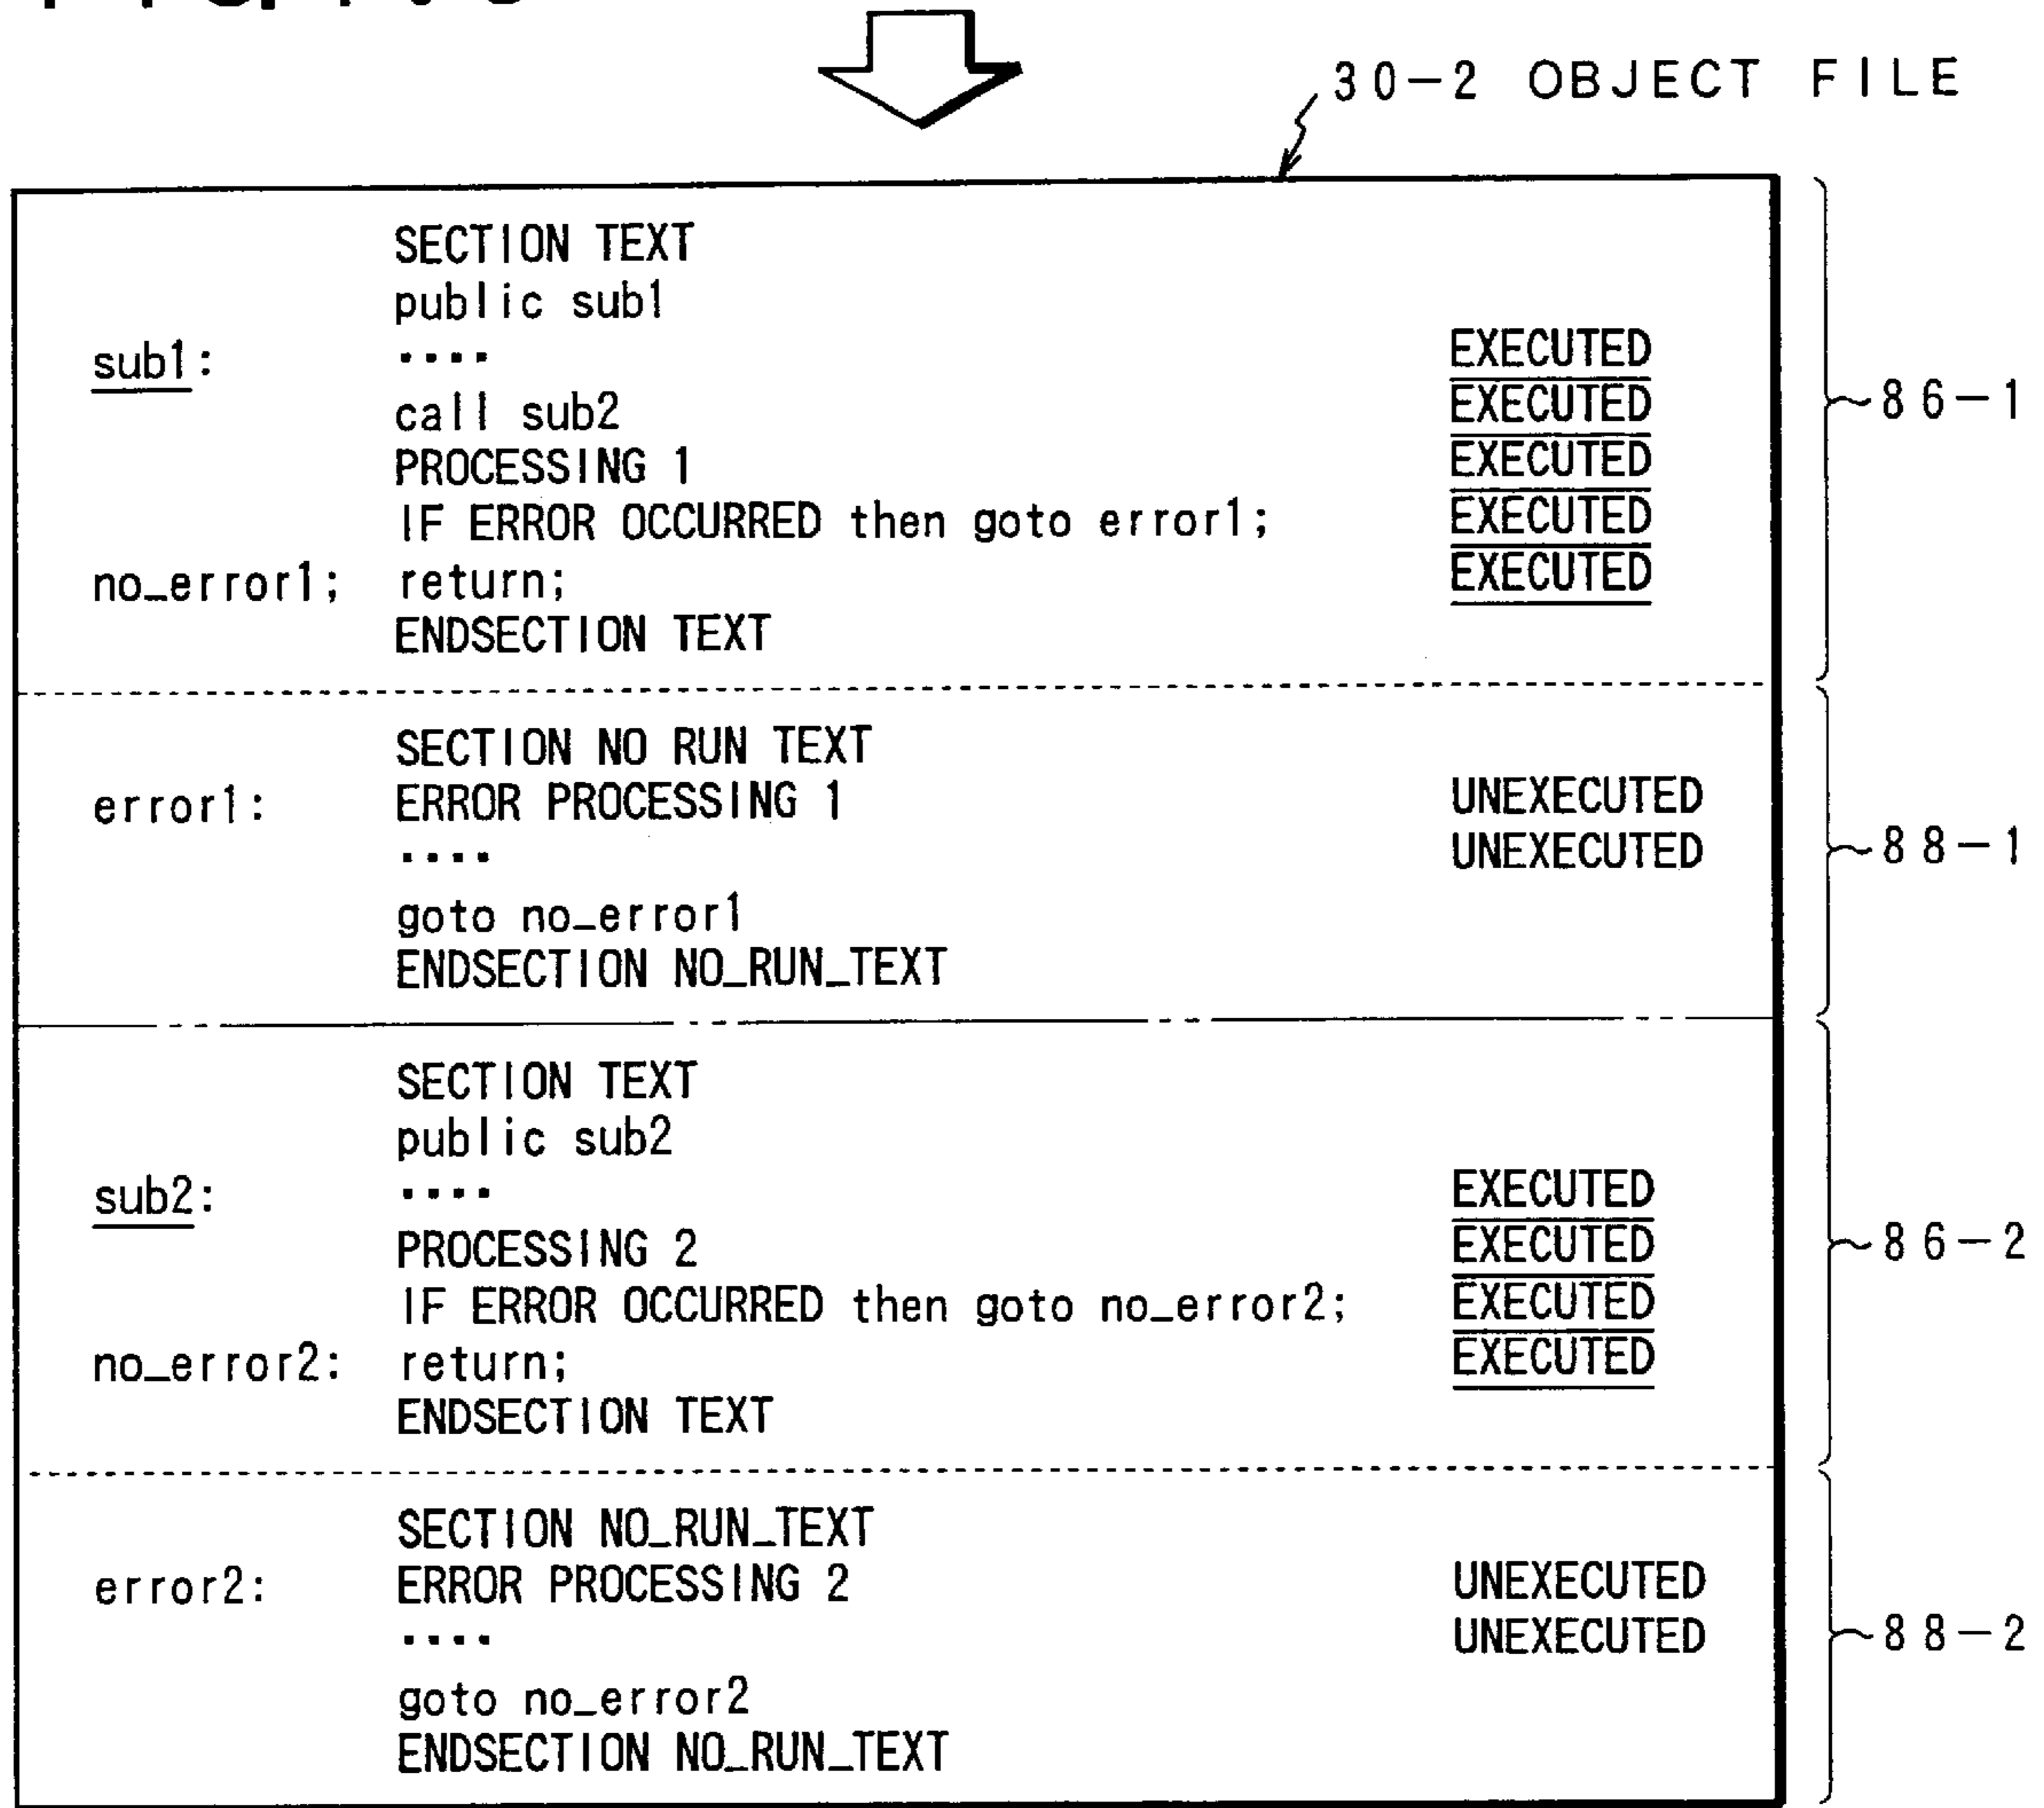 30-2 OBJECT FILE
SECTION TEXT
public sub1
sub1: .... EXECUTED
call sub2 EXECUTED
PROCESSING 1 EXECUTED
IF ERROR OCCURRED then goto error1; EXECUTED
no_error1; return; EXECUTED
ENDSECTION TEXT
86-1
SECTION NO RUN TEXT
error1: ERROR PROCESSING 1 UNEXECUTED
.... UNEXECUTED
goto no_error1
ENDSECTION NO_RUN_TEXT
88-1
SECTION TEXT
public sub2
sub2: .... EXECUTED
PROCESSING 2 EXECUTED
IF ERROR OCCURRED then goto no_error2; EXECUTED
no_error2: return; EXECUTED
ENDSECTION TEXT
86-2
SECTION NO_RUN_TEXT
error2: ERROR PROCESSING 2 UNEXECUTED
.... UNEXECUTED
goto no_error2
ENDSECTION NO_RUN_TEXT
88-2